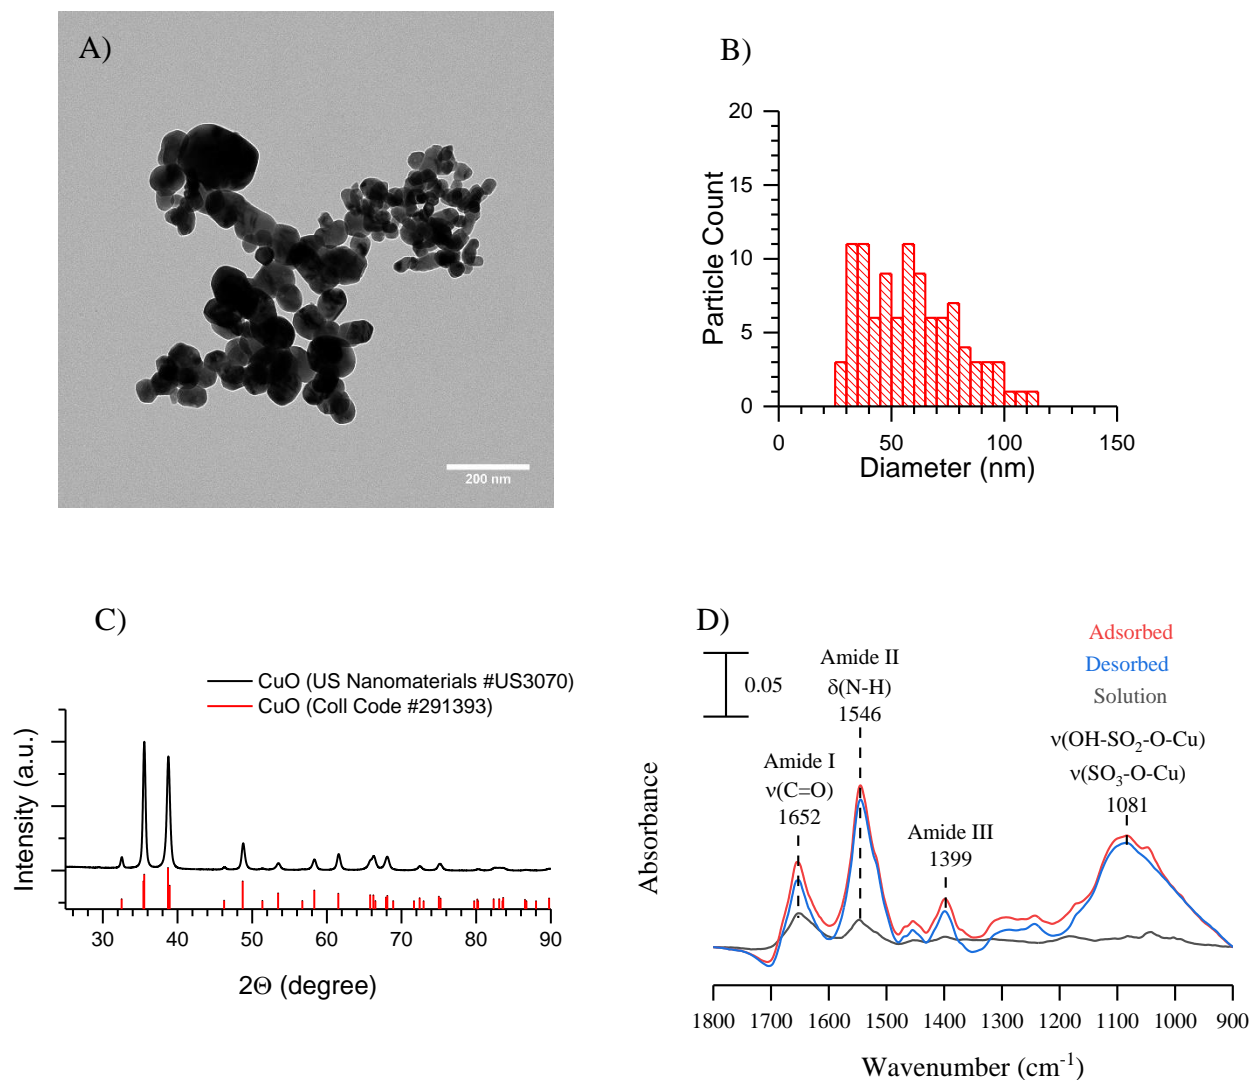 A)
200 nm
B)
Particle Count
20
15
10
5
0
0 50 100 150
Diameter (nm)
C)
CuO (US Nanomaterials #US3070)
CuO (Coll Code #291393)
Intensity (a.u.)
30 40 50 60 70 80 90
2Θ (degree)
D)
Adsorbed
Desorbed
Solution
0.05
Amide I
ν(C=O)
1652
Amide II
δ(N-H)
1546
Amide III
1399
ν(OH-SO₂-O-Cu)
ν(SO₃-O-Cu)
1081
Absorbance
1800 1700 1600 1500 1400 1300 1200 1100 1000 900
Wavenumber (cm⁻¹)